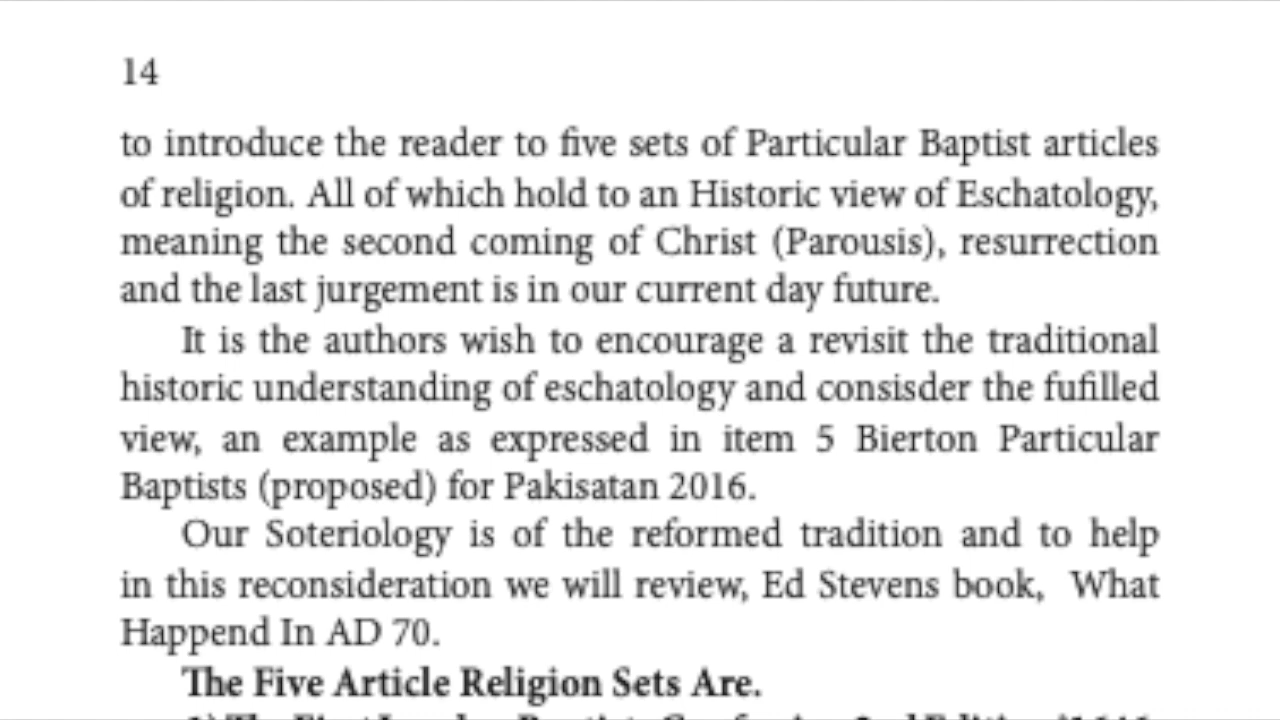 14
to introduce the reader to five sets of Particular Baptist articles
of religion. All of which hold to an Historic view of Eschatology,
meaning the second coming of Christ (Parousis), resurrection
and the last jurgement is in our current day future.
It is the authors wish to encourage a revisit the traditional
historic understanding of eschatology and consisder the fufilled
view, an example as expressed in item 5 Bierton Particular
Baptists (proposed) for Pakisatan 2016.
Our Soteriology is of the reformed tradition and to help
in this reconsideration we will review, Ed Stevens book, What
Happend In AD 70.
The Five Article Religion Sets Are.